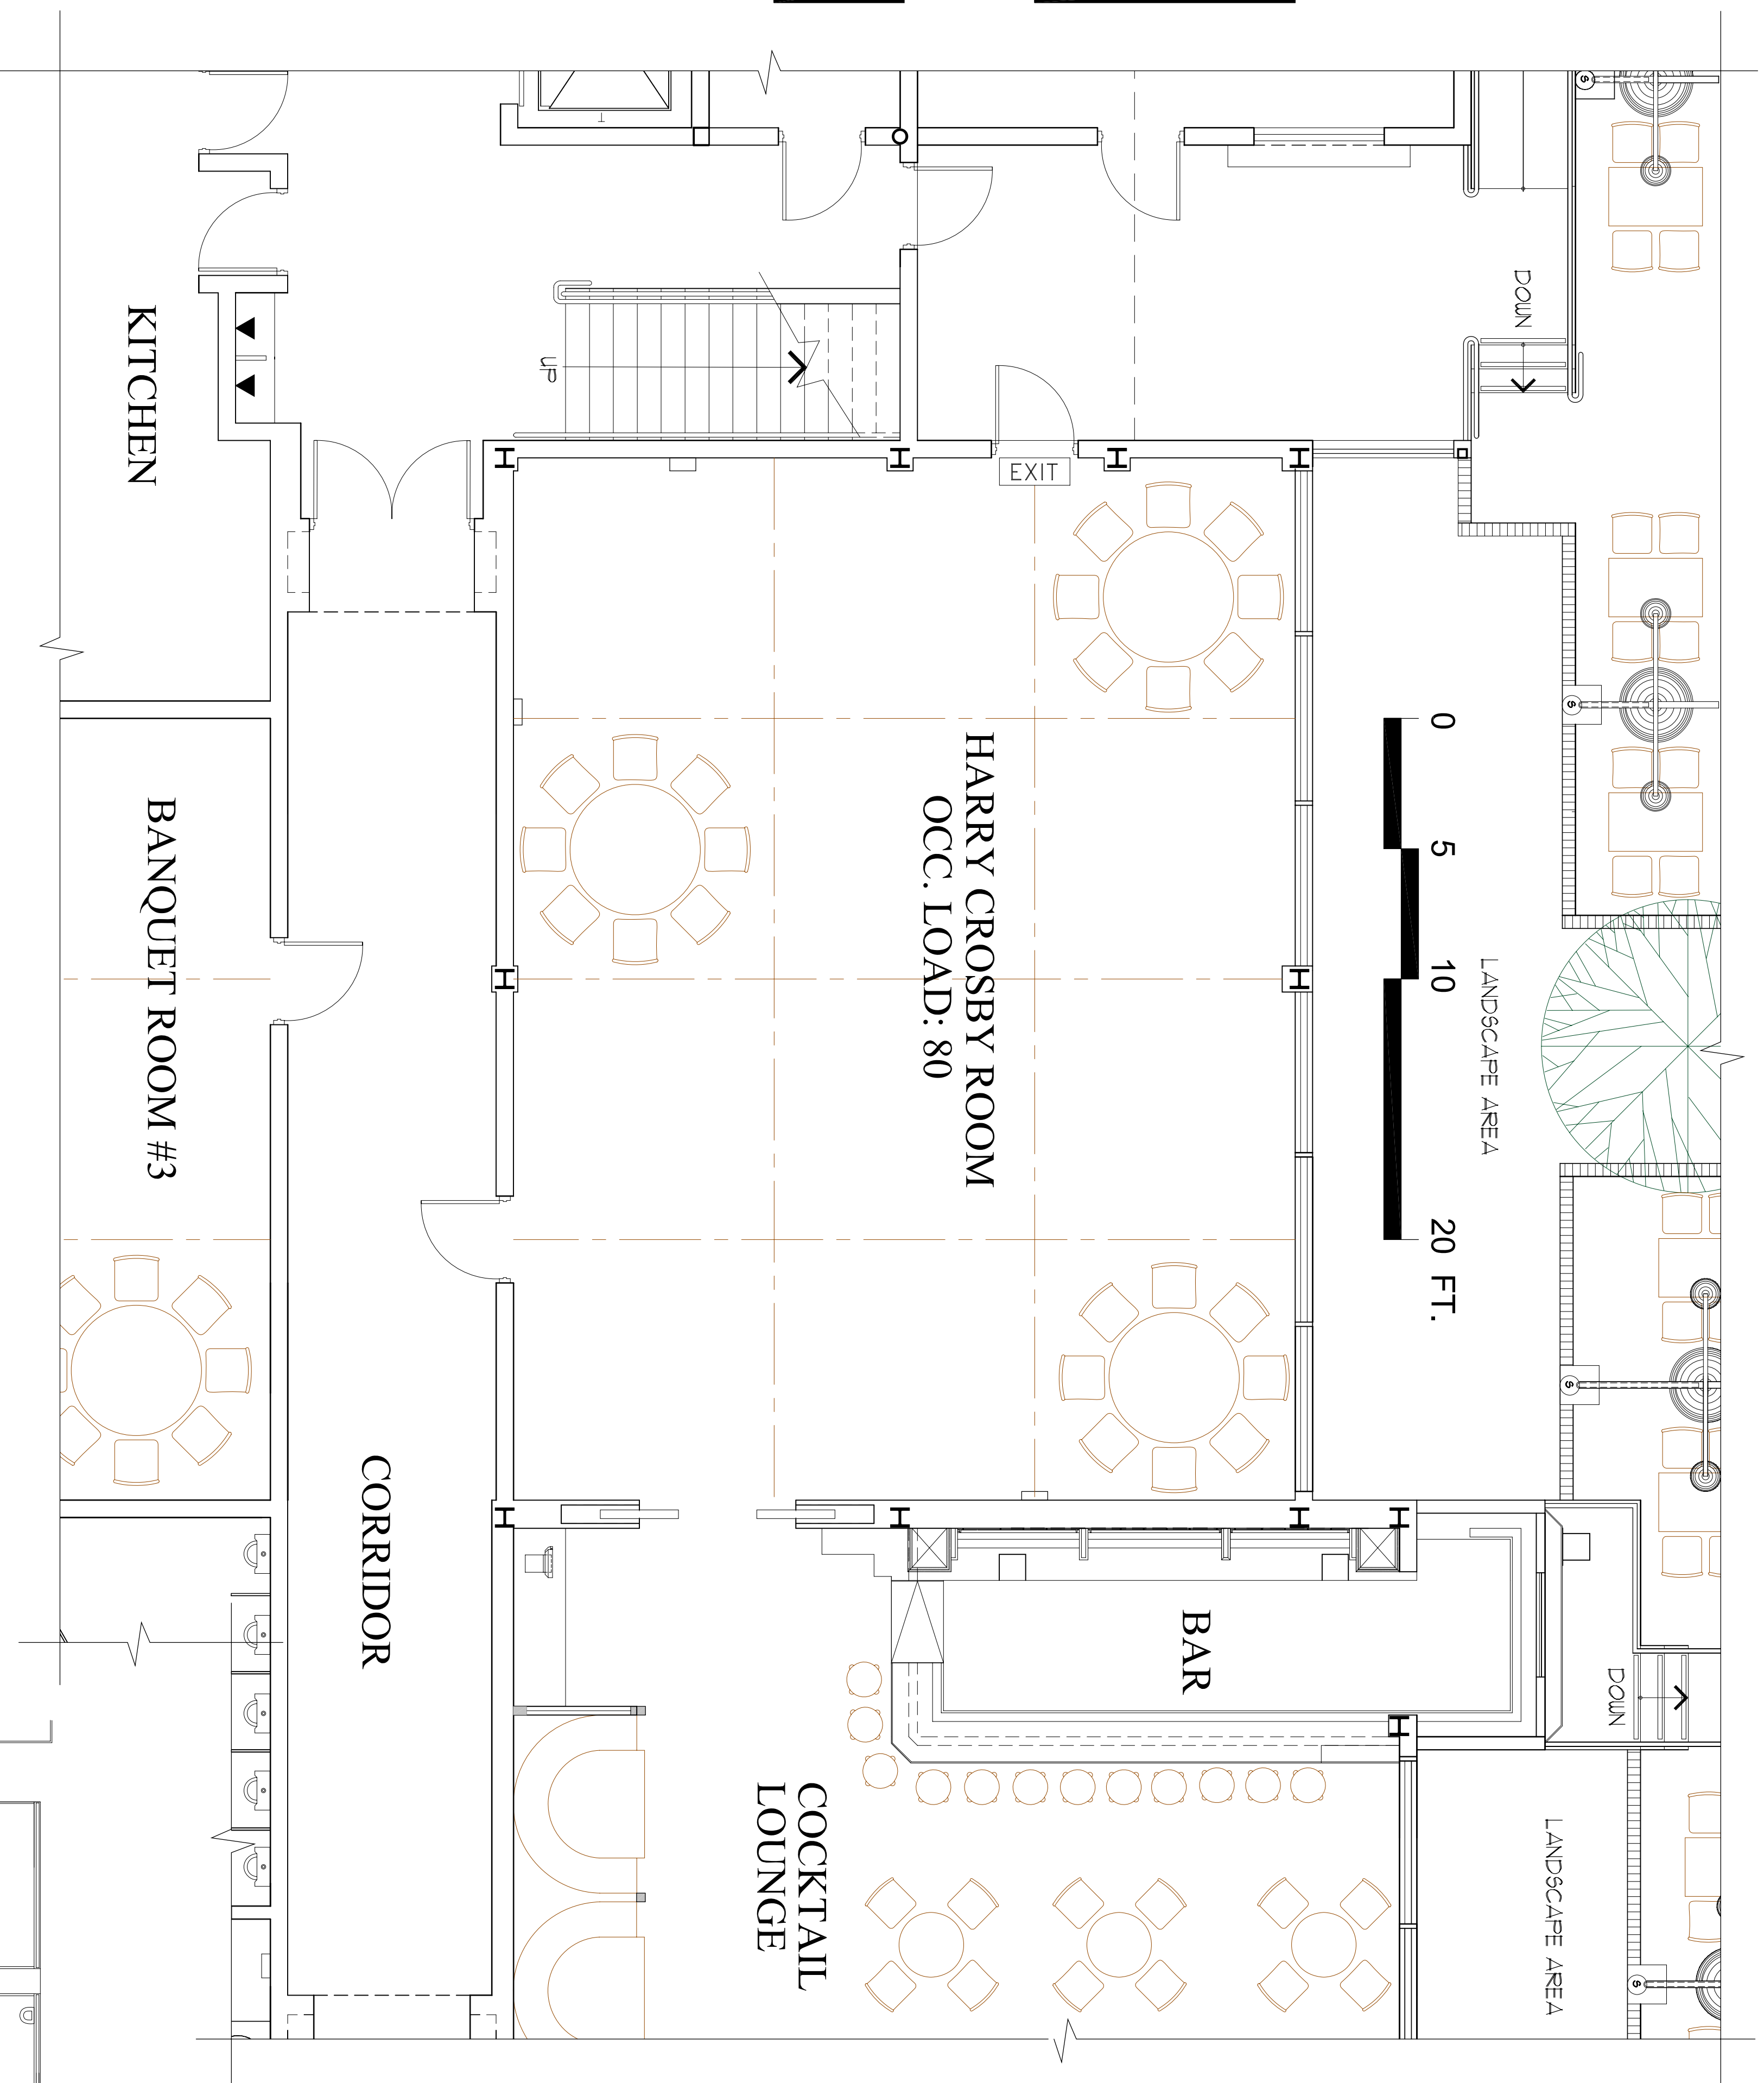 DOWN
KITCHEN
UP
EXIT
0
5
10
20 FT.
HARRY CROSBY ROOM
OCC. LOAD: 80
LANDSCAPE AREA
BANQUET ROOM #3
CORRIDOR
BAR
DOWN
COCKTAIL
LOUNGE
LANDSCAPE AREA
S
S
S
S